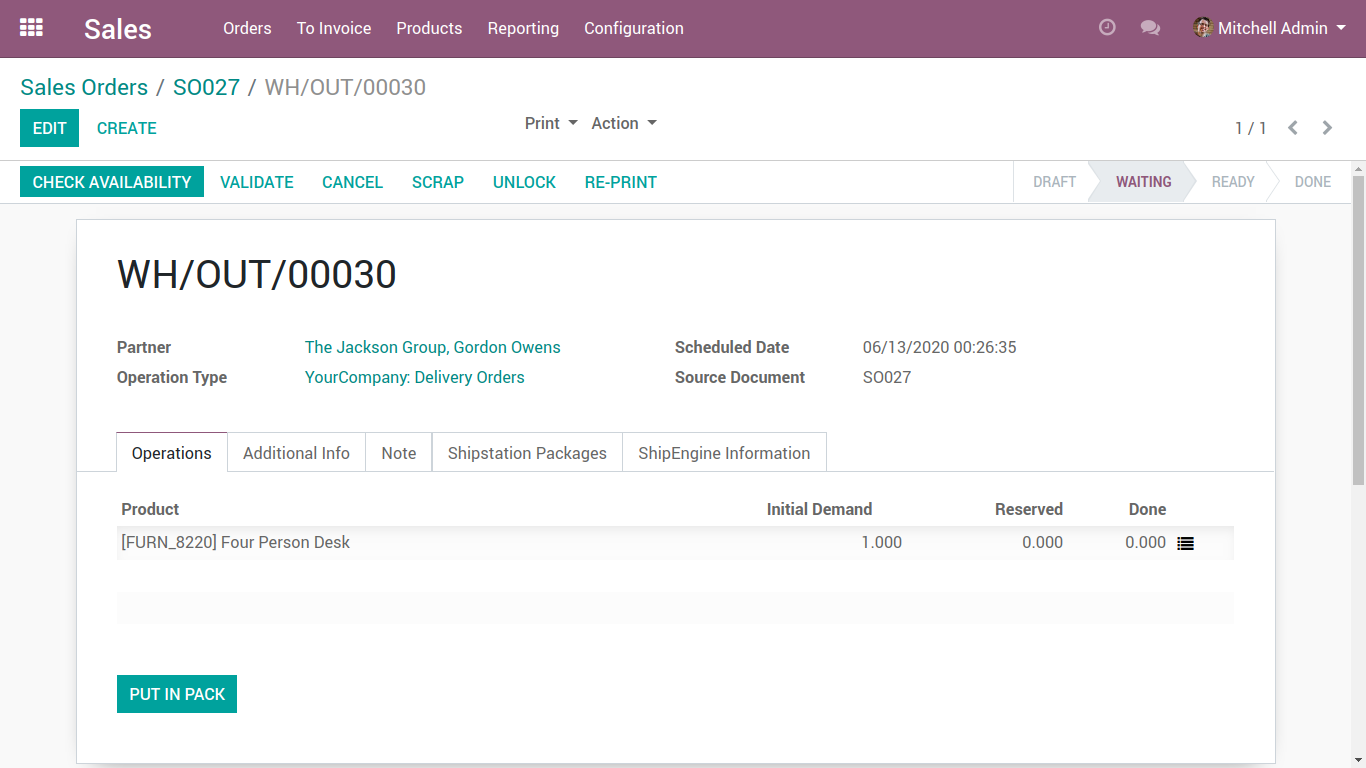 Sales Orders To Invoice Products Reporting Configuration Mitchell Admin
Sales Orders / SO027 / WH/OUT/00030
EDIT CREATE Print Action 1 / 1
CHECK AVAILABILITY VALIDATE CANCEL SCRAP UNLOCK RE-PRINT DRAFT WAITING READY DONE
WH/OUT/00030
Partner The Jackson Group, Gordon Owens Scheduled Date 06/13/2020 00:26:35
Operation Type YourCompany: Delivery Orders Source Document SO027
Operations Additional Info Note Shipstation Packages ShipEngine Information
Product Initial Demand Reserved Done
[FURN_8220] Four Person Desk 1.000 0.000 0.000
PUT IN PACK